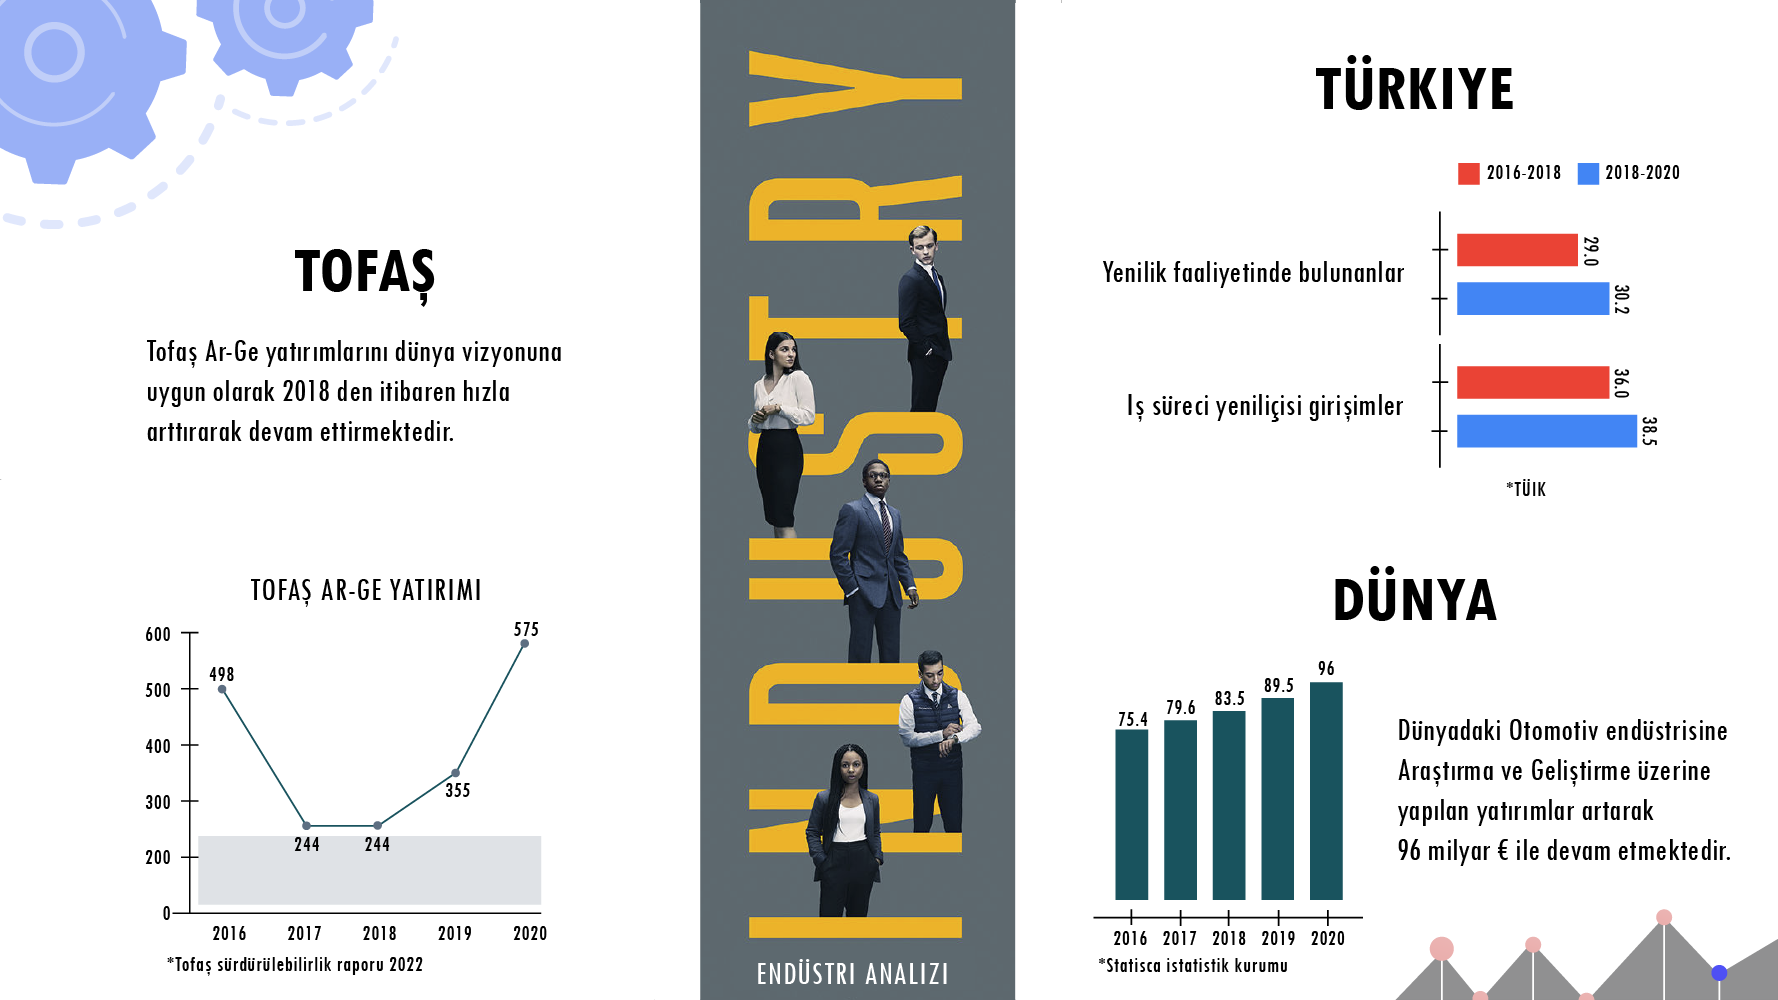 TOFAŞ
Tofaş Ar-Ge yatırımlarını dünya vizyonuna
uygun olarak 2018 den itibaren hızla
arttırarak devam ettirmektedir.
TOFAŞ AR-GE YATIRIMI
600
500
400
300
200
0
498
244
244
355
575
2016 2017 2018 2019 2020
*Tofaş sürdürülebilirlik raporu 2022
INDUSTRY
ENDÜSTRI ANALIZI
TÜRKIYE
2016-2018 2018-2020
Yenilik faaliyetinde bulunanlar
29.0
30.2
Iş süreci yeniliçisi girişimler
36.0
38.5
*TÜIK
DÜNYA
75.4 79.6 83.5 89.5 96
2016 2017 2018 2019 2020
*Statisca istatistik kurumu
Dünyadaki Otomotiv endüstrisine
Araştırma ve Geliştirme üzerine
yapılan yatırımlar artarak
96 milyar € ile devam etmektedir.